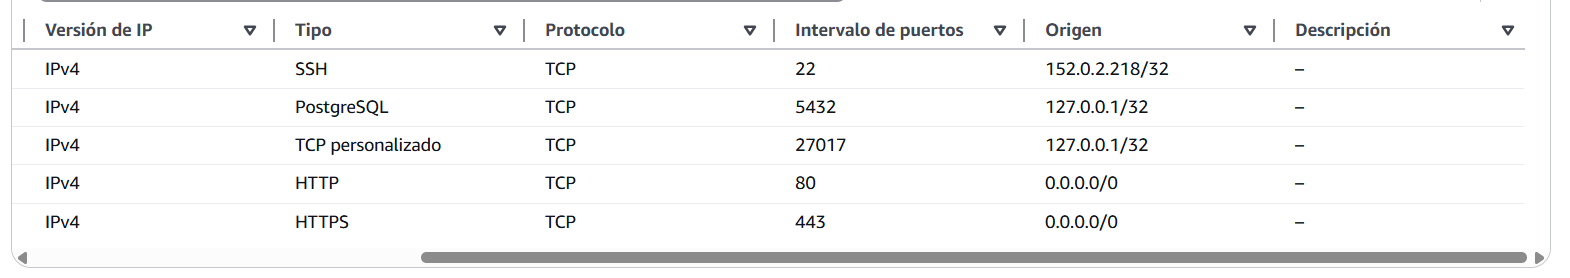 Versión de IP Tipo Protocolo Intervalo de puertos Origen Descripción
IPv4 SSH TCP 22 152.0.2.218/32 –
IPv4 PostgreSQL TCP 5432 127.0.0.1/32 –
IPv4 TCP personalizado TCP 27017 127.0.0.1/32 –
IPv4 HTTP TCP 80 0.0.0.0/0 –
IPv4 HTTPS TCP 443 0.0.0.0/0 –